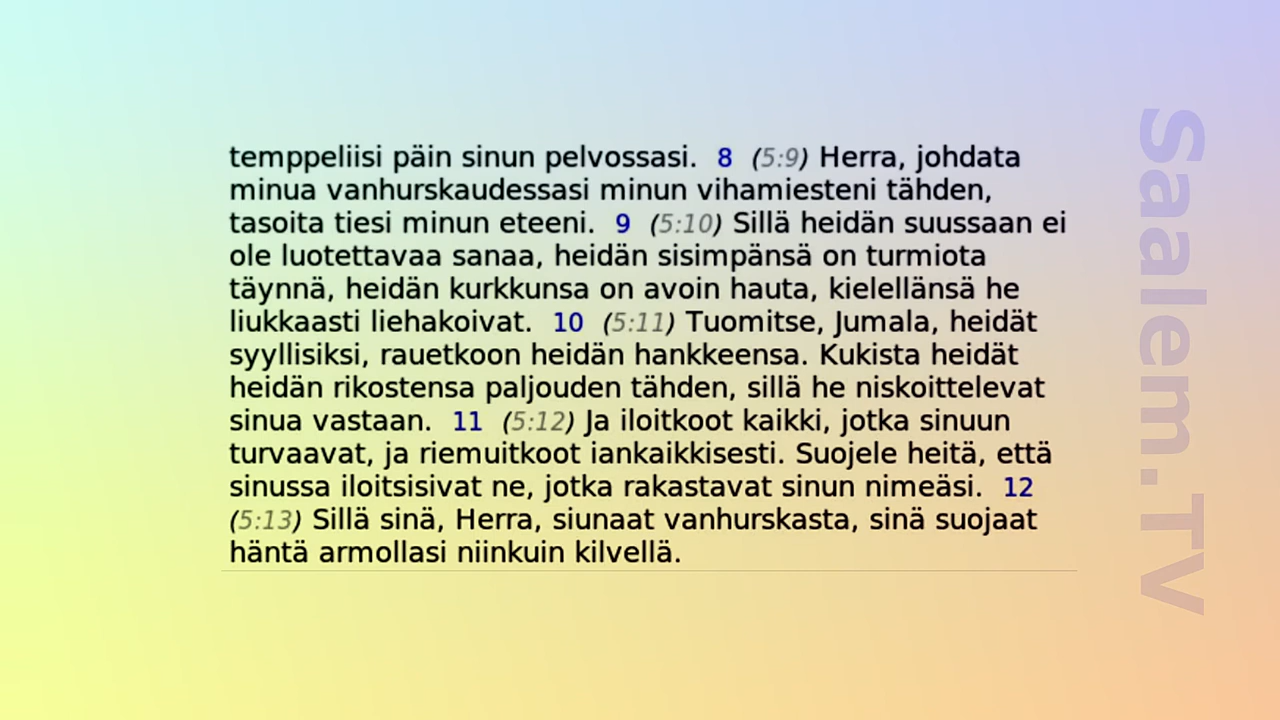 temppeliisi päin sinun pelvossasi. 8 (5:9) Herra, johdata
minua vanhurskaudessasi minun vihamiesteni tähden,
tasoita tiesi minun eteeni. 9 (5:10) Sillä heidän suussaan ei
ole luotettavaa sanaa, heidän sisimpänsä on turmiota
täynnä, heidän kurkkunsa on avoin hauta, kielellänsä he
liukkaasti liehakoivat. 10 (5:11) Tuomitse, Jumala, heidät
syyllisiksi, rauetkoon heidän hankkeensa. Kukista heidät
heidän rikostensa paljouden tähden, sillä he niskoittelevat
sinua vastaan. 11 (5:12) Ja iloitkoot kaikki, jotka sinuun
turvaavat, ja riemuitkoot iankaikkisesti. Suojele heitä, että
sinussa iloitsisivat ne, jotka rakastavat sinun nimeäsi. 12
(5:13) Sillä sinä, Herra, siunaat vanhurskasta, sinä suojaat
häntä armollasi niinkuin kilvellä.
Saalem.TV